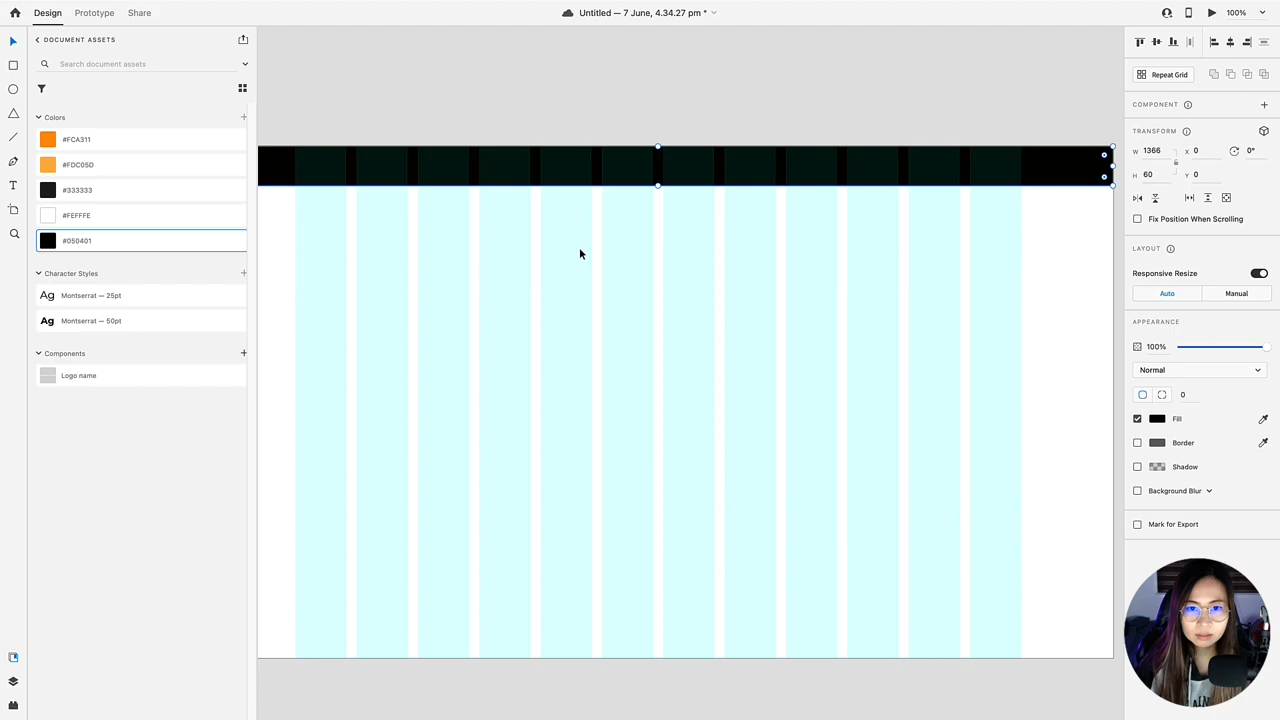 Design Prototype Share
Untitled — 7 June, 4.34.27 pm *
100%
DOCUMENT ASSETS
Search document assets
Colors
#FCA311
#FDC05D
#333333
#FEFFFE
#050401
Character Styles
Ag Montserrat — 25pt
Ag Montserrat — 50pt
Components
Logo name
Repeat Grid
COMPONENT
TRANSFORM
W 1366 X 0 0°
H 60 Y 0
Fix Position When Scrolling
LAYOUT
Responsive Resize
Auto Manual
APPEARANCE
100%
Normal
0
Fill
Border
Shadow
Background Blur
Mark for Export